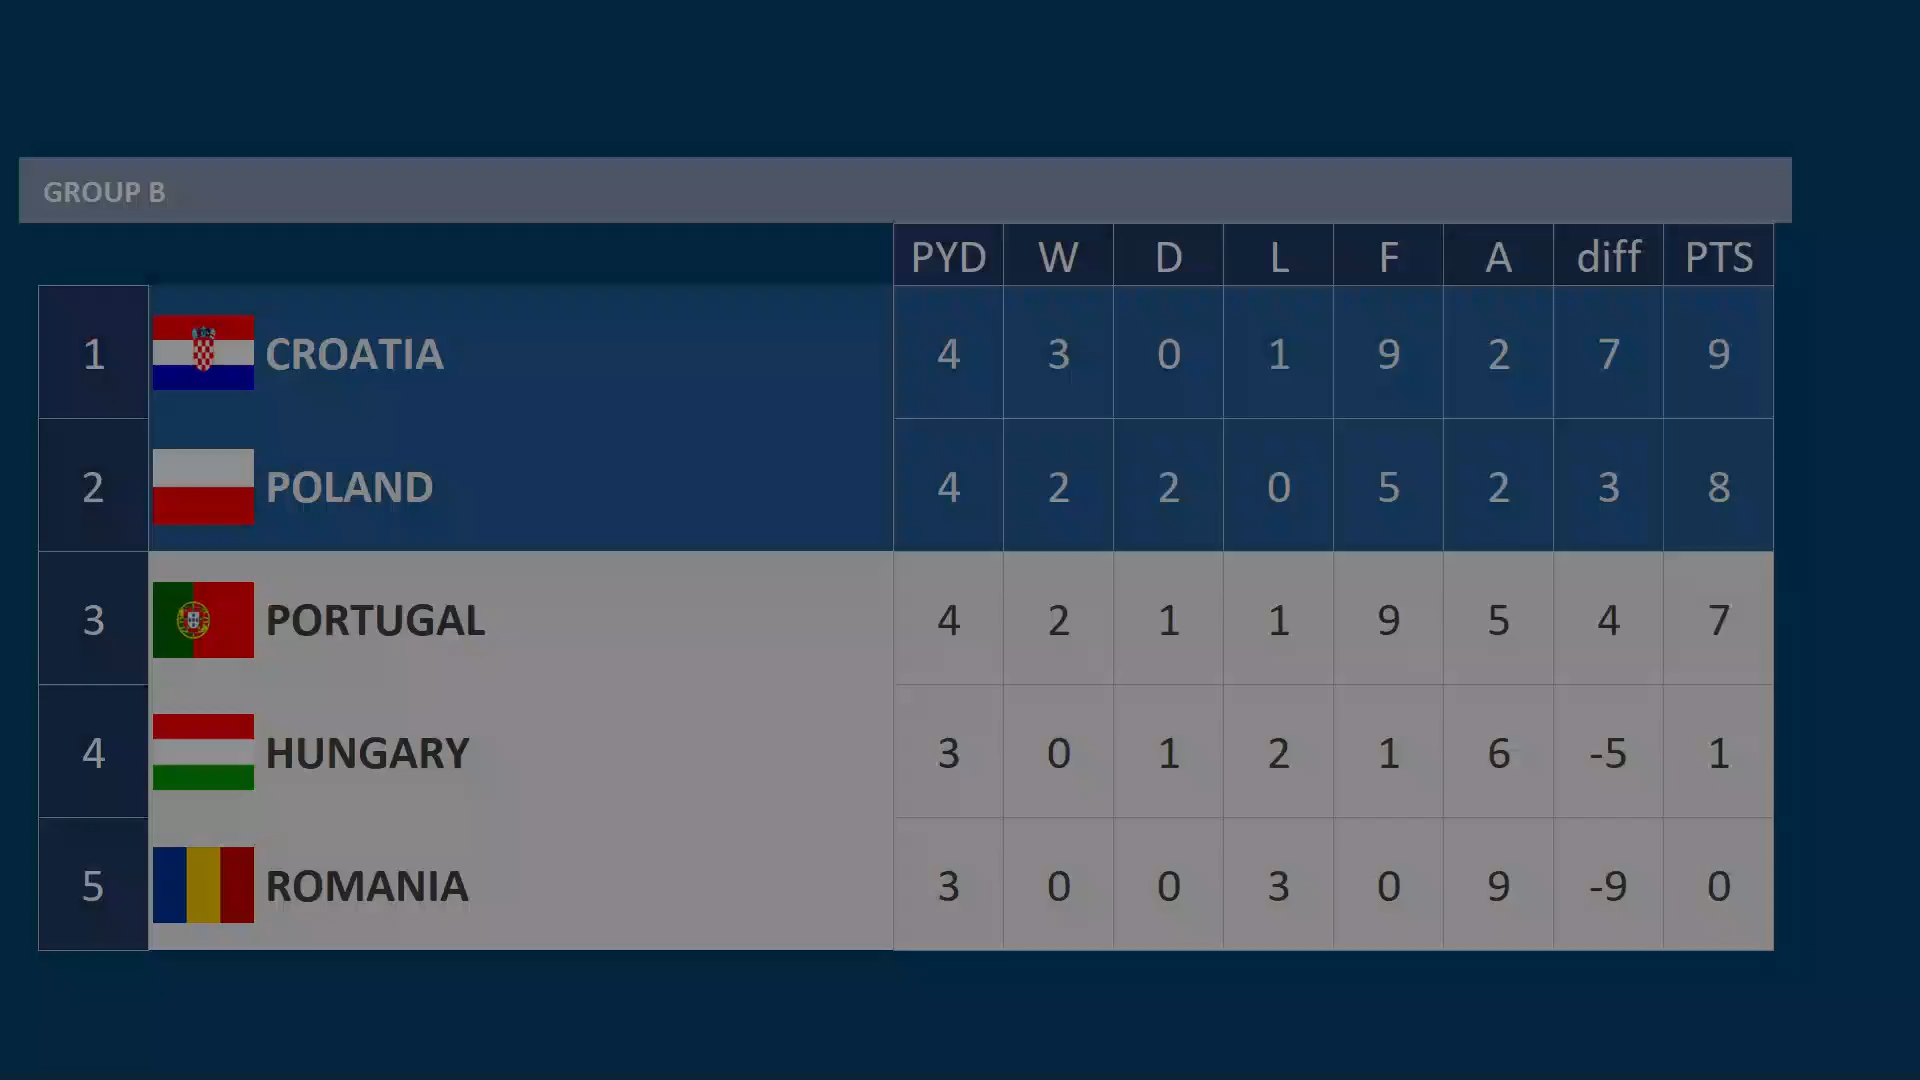 GROUP B
PYD W D L F A diff PTS
1 CROATIA 4 3 0 1 9 2 7 9
2 POLAND 4 2 2 0 5 2 3 8
3 PORTUGAL 4 2 1 1 9 5 4 7
4 HUNGARY 3 0 1 2 1 6 -5 1
5 ROMANIA 3 0 0 3 0 9 -9 0